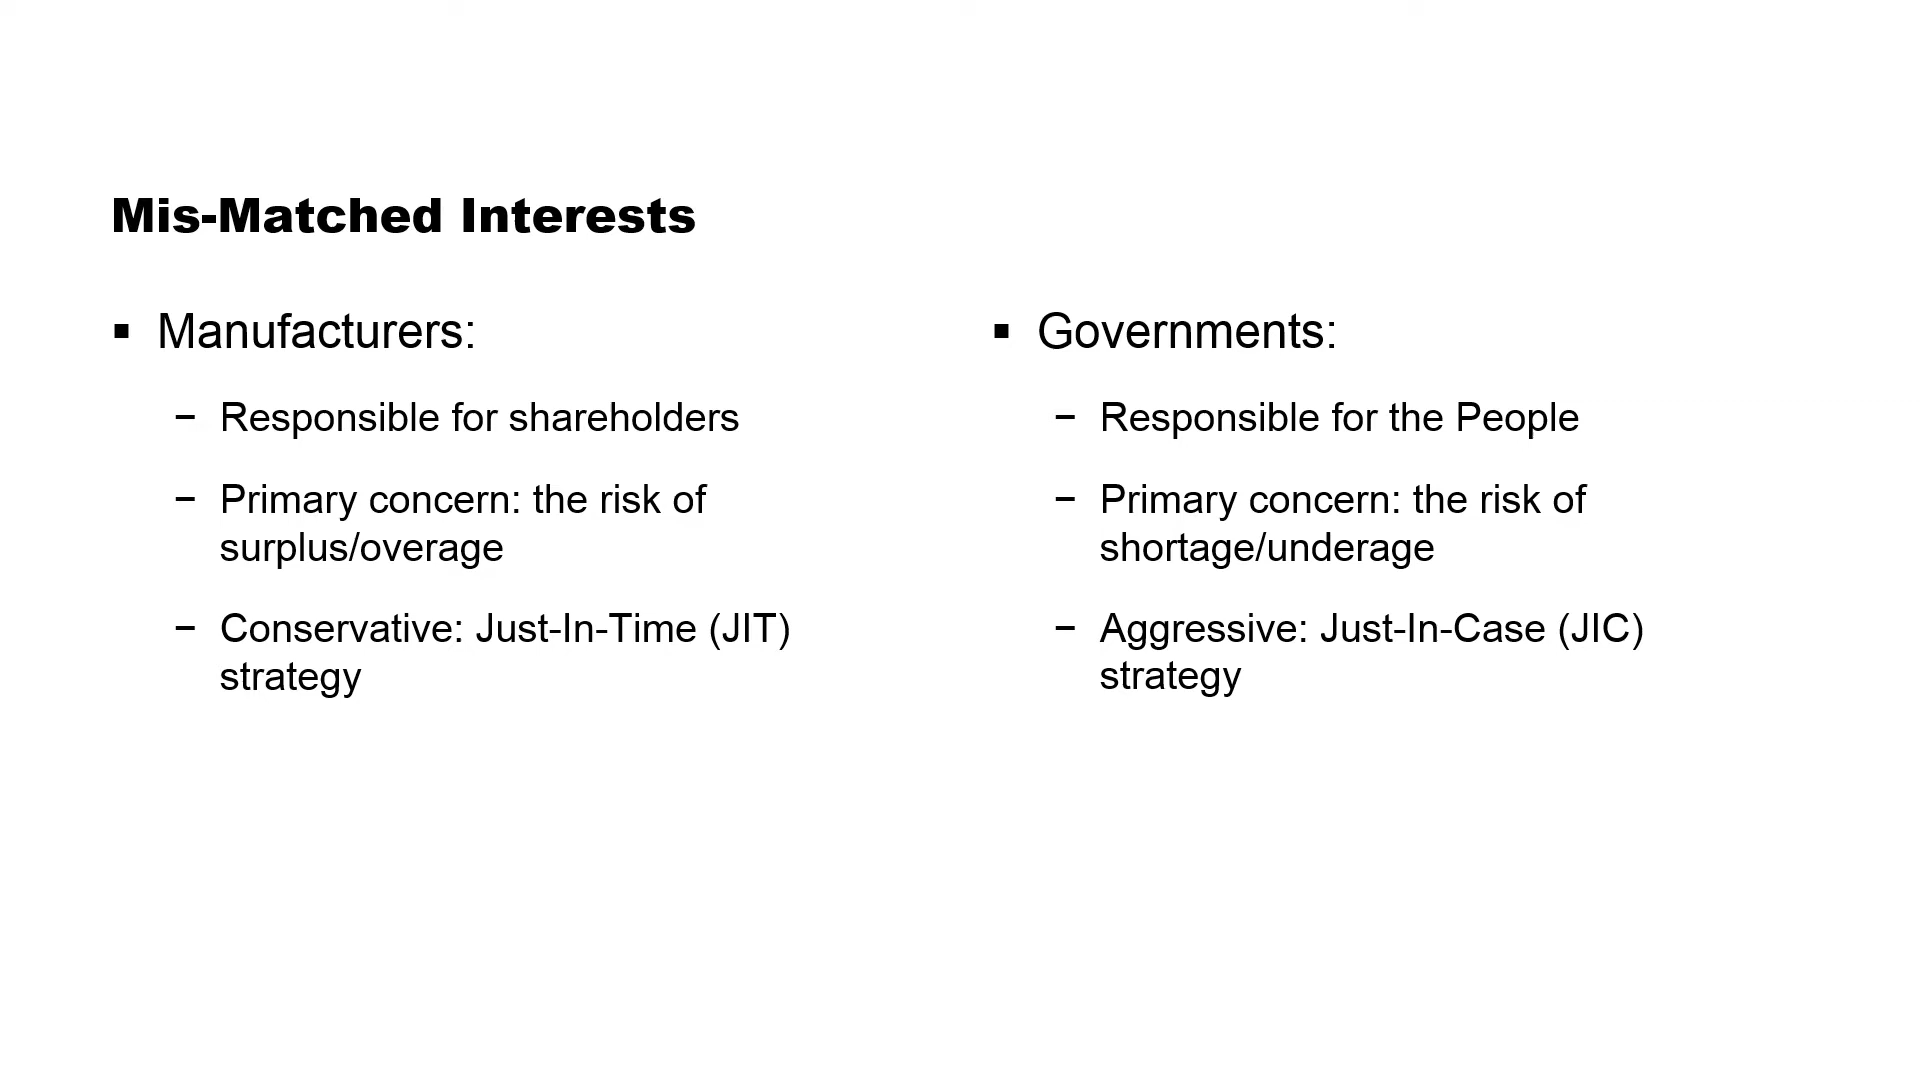 Mis-Matched Interests
▪ Manufacturers:
− Responsible for shareholders
− Primary concern: the risk of
surplus/overage
− Conservative: Just-In-Time (JIT)
strategy
▪ Governments:
− Responsible for the People
− Primary concern: the risk of
shortage/underage
− Aggressive: Just-In-Case (JIC)
strategy